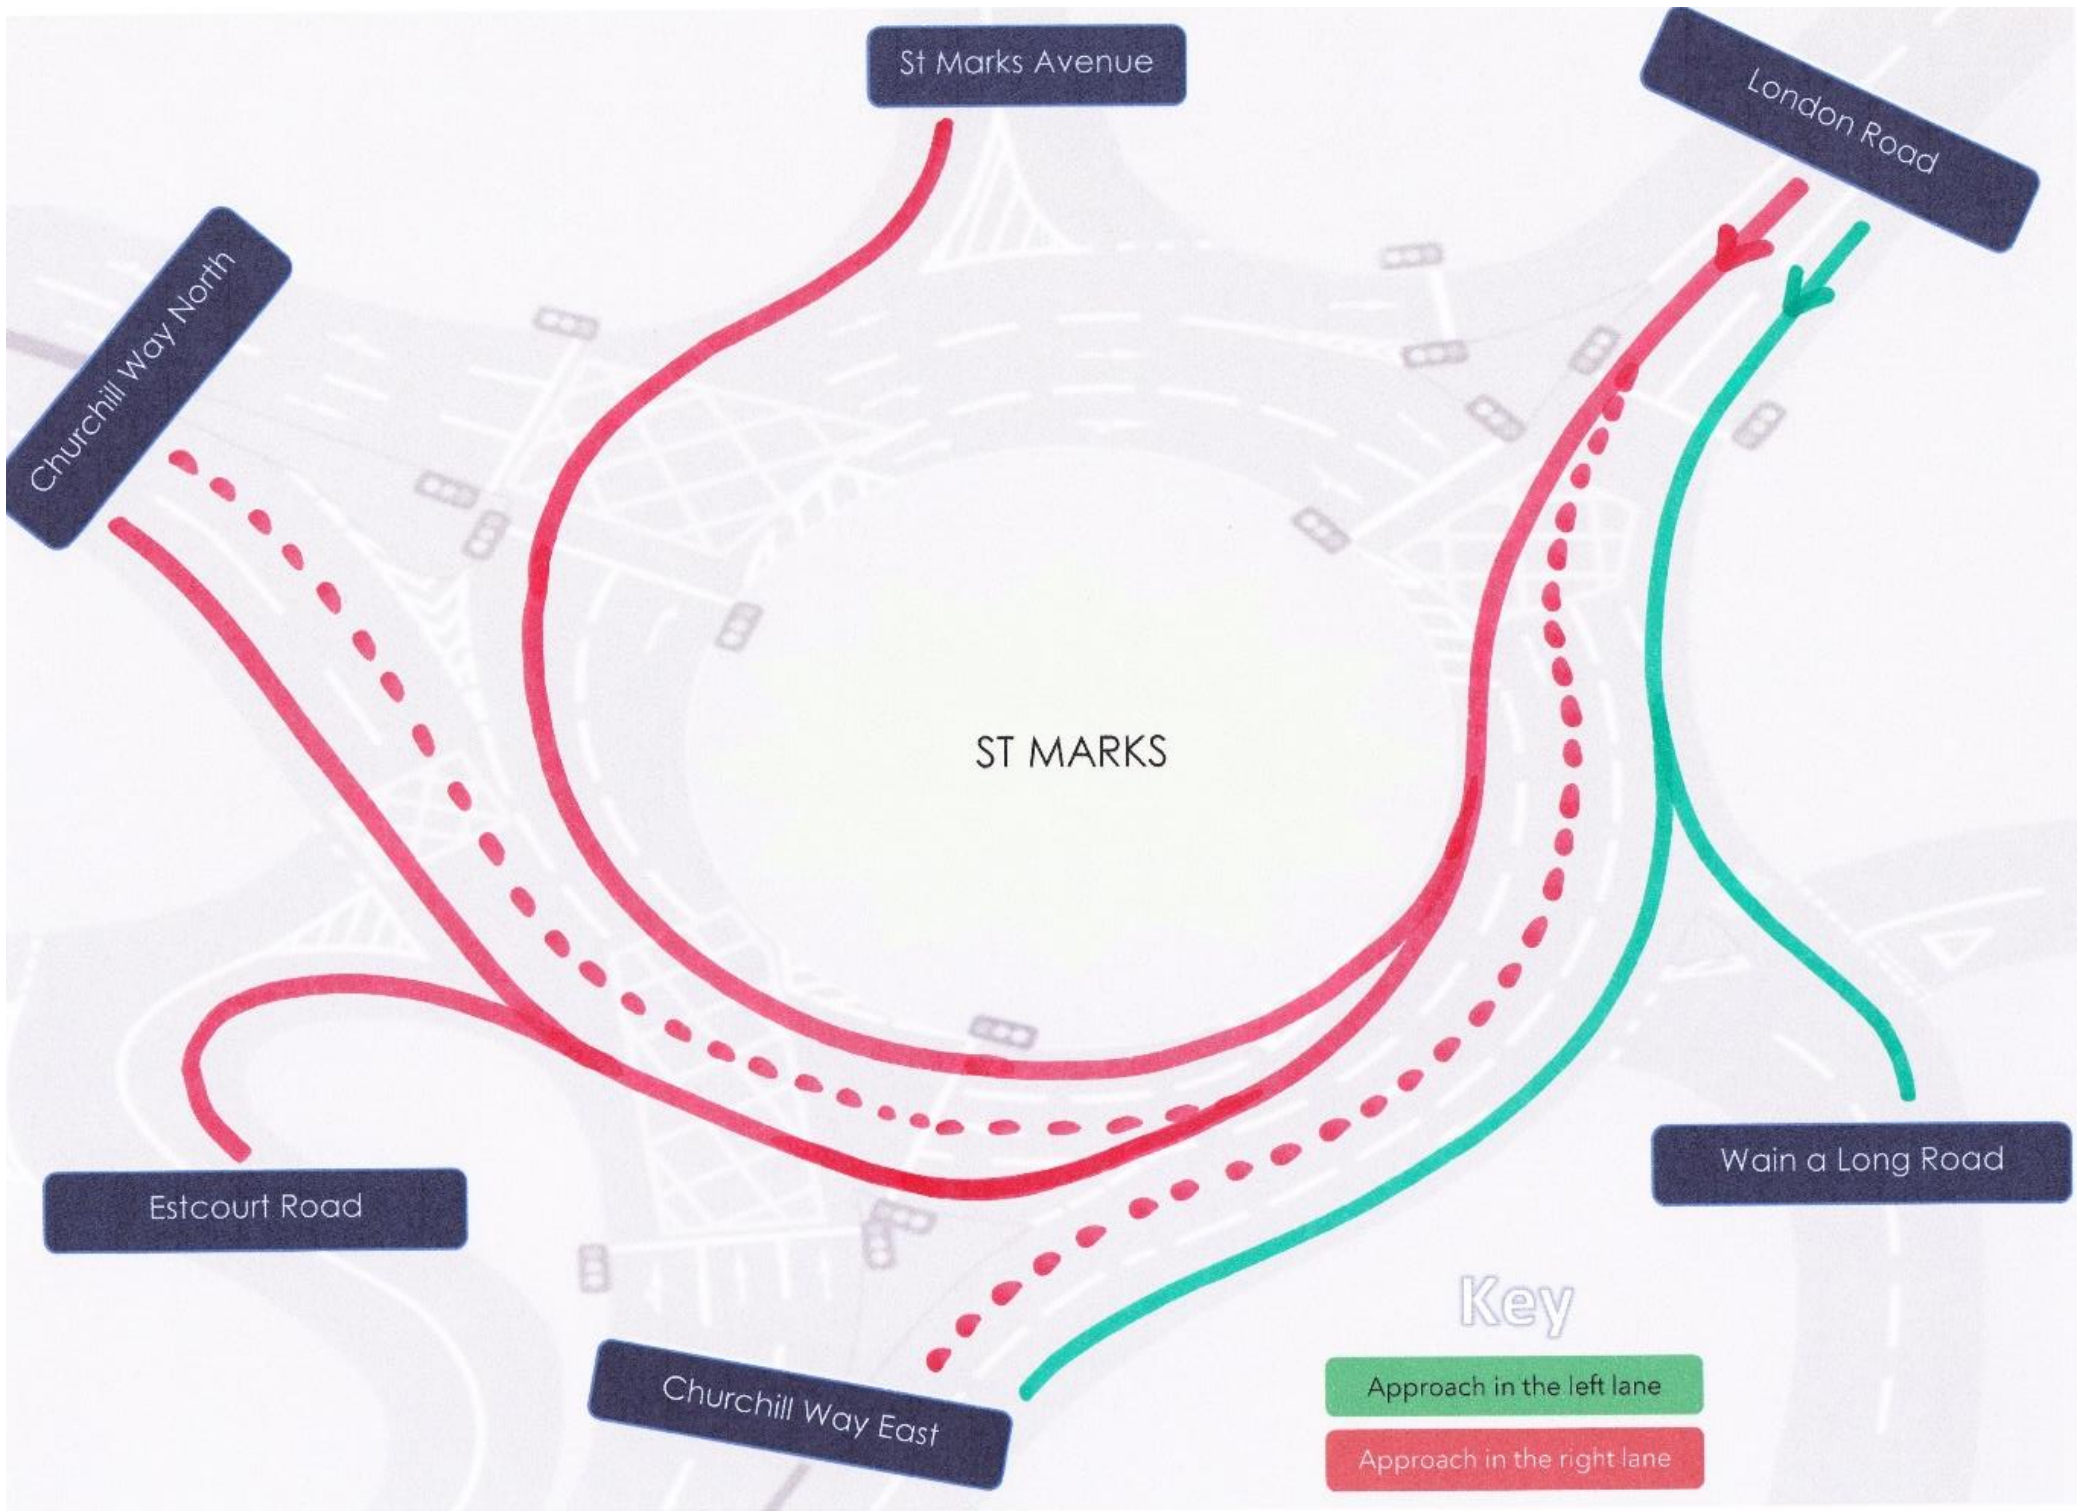 St Marks Avenue
London Road
Churchill Way North
ST MARKS
Wain a Long Road
Estcourt Road
Churchill Way East
Key
Approach in the left lane
Approach in the right lane